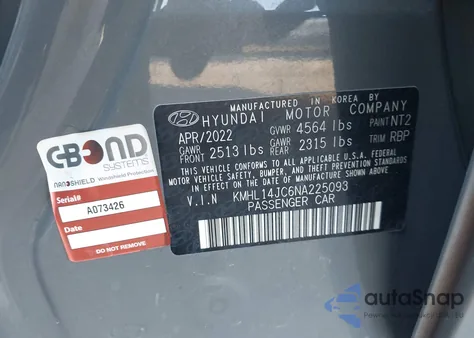 MANUFACTURED IN KOREA BY
HYUNDAI MOTOR COMPANY
APR/2022 GVWR 4564 lbs PAINT NT2
GAWR FRONT 2513 lbs GAWR REAR 2315 lbs TRIM RBP
THIS VEHICLE CONFORMS TO ALL APPLICABLE U.S.A. FEDERAL
MOTOR VEHICLE SAFETY, BUMPER, AND THEFT PREVENTION STANDARDS
IN EFFECT ON THE DATE OF MANUFACTURE SHOWN ABOVE.
V.I.N KMHL14JC6NA225093
PASSENGER CAR
G-BOND
SYSTEMS
NANOSHIELD Windshield Protection
Serial#
A073426
DO NOT REMOVE
autoSnap